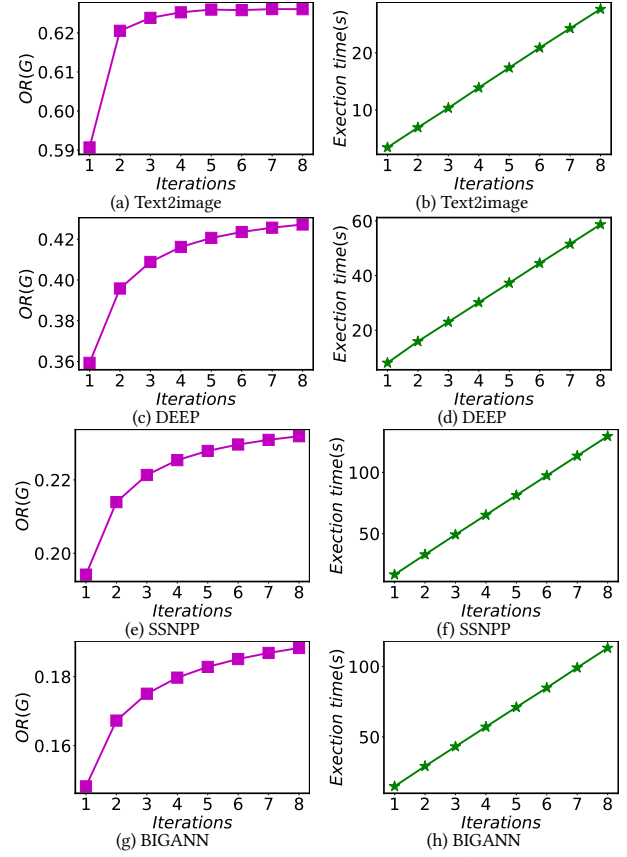 OR(G)
0.62
0.61
0.60
0.59
1 2 3 4 5 6 7 8
Iterations
(a) Text2image
Exection time(s)
20
10
1 2 3 4 5 6 7 8
Iterations
(b) Text2image
OR(G)
0.42
0.40
0.38
0.36
1 2 3 4 5 6 7 8
Iterations
(c) DEEP
Exection time(s)
60
40
20
1 2 3 4 5 6 7 8
Iterations
(d) DEEP
OR(G)
0.22
0.20
1 2 3 4 5 6 7 8
Iterations
(e) SSNPP
Exection time(s)
100
50
1 2 3 4 5 6 7 8
Iterations
(f) SSNPP
OR(G)
0.18
0.16
1 2 3 4 5 6 7 8
Iterations
(g) BIGANN
Exection time(s)
100
50
1 2 3 4 5 6 7 8
Iterations
(h) BIGANN